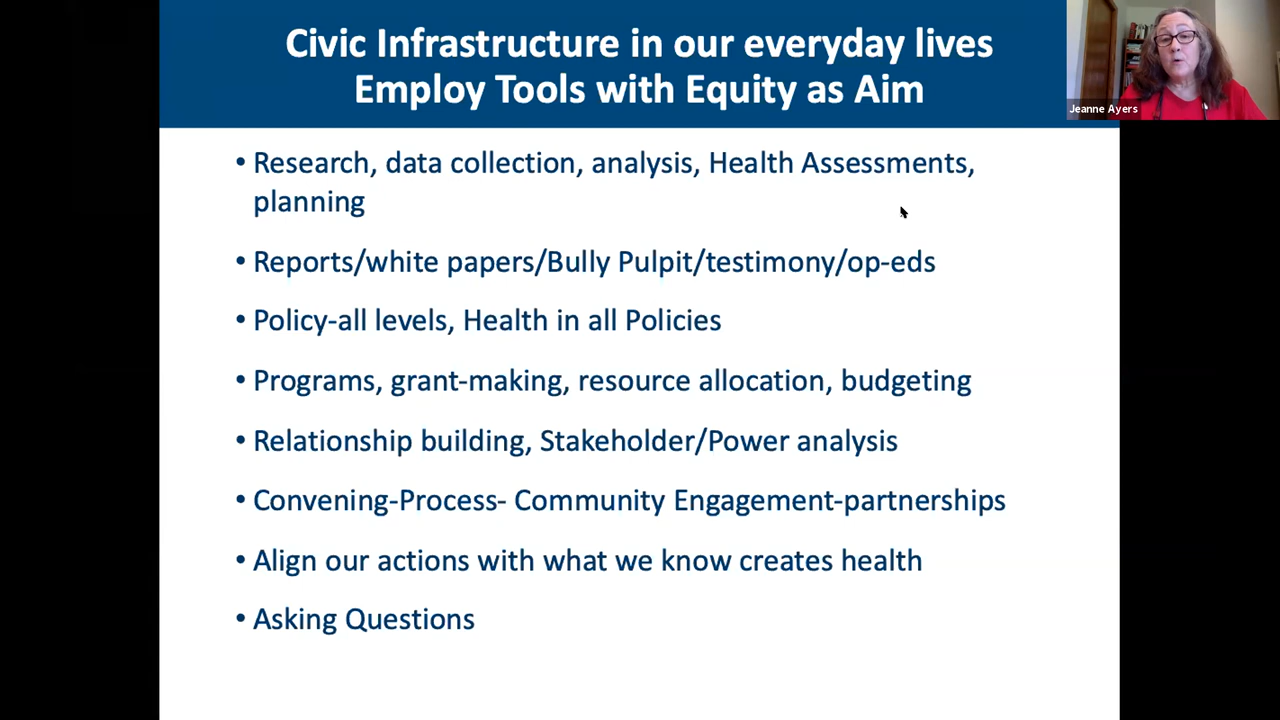 Civic Infrastructure in our everyday lives
Employ Tools with Equity as Aim
Jeanne Ayers
• Research, data collection, analysis, Health Assessments,
planning
• Reports/white papers/Bully Pulpit/testimony/op-eds
• Policy-all levels, Health in all Policies
• Programs, grant-making, resource allocation, budgeting
• Relationship building, Stakeholder/Power analysis
• Convening-Process- Community Engagement-partnerships
• Align our actions with what we know creates health
• Asking Questions